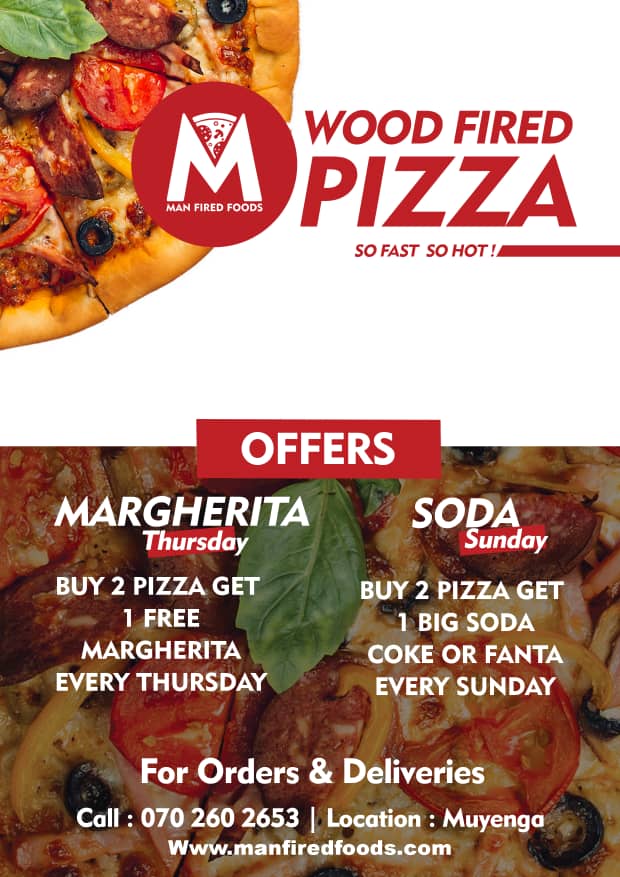 M
MAN FIRED FOODS
WOOD FIRED
PIZZA
SO FAST SO HOT !
OFFERS
MARGHERITA
Thursday
BUY 2 PIZZA GET
1 FREE
MARGHERITA
EVERY THURSDAY
SODA
Sunday
BUY 2 PIZZA GET
1 BIG SODA
COKE OR FANTA
EVERY SUNDAY
For Orders & Deliveries
Call : 070 260 2653 | Location : Muyenga
Www.manfiredfoods.com